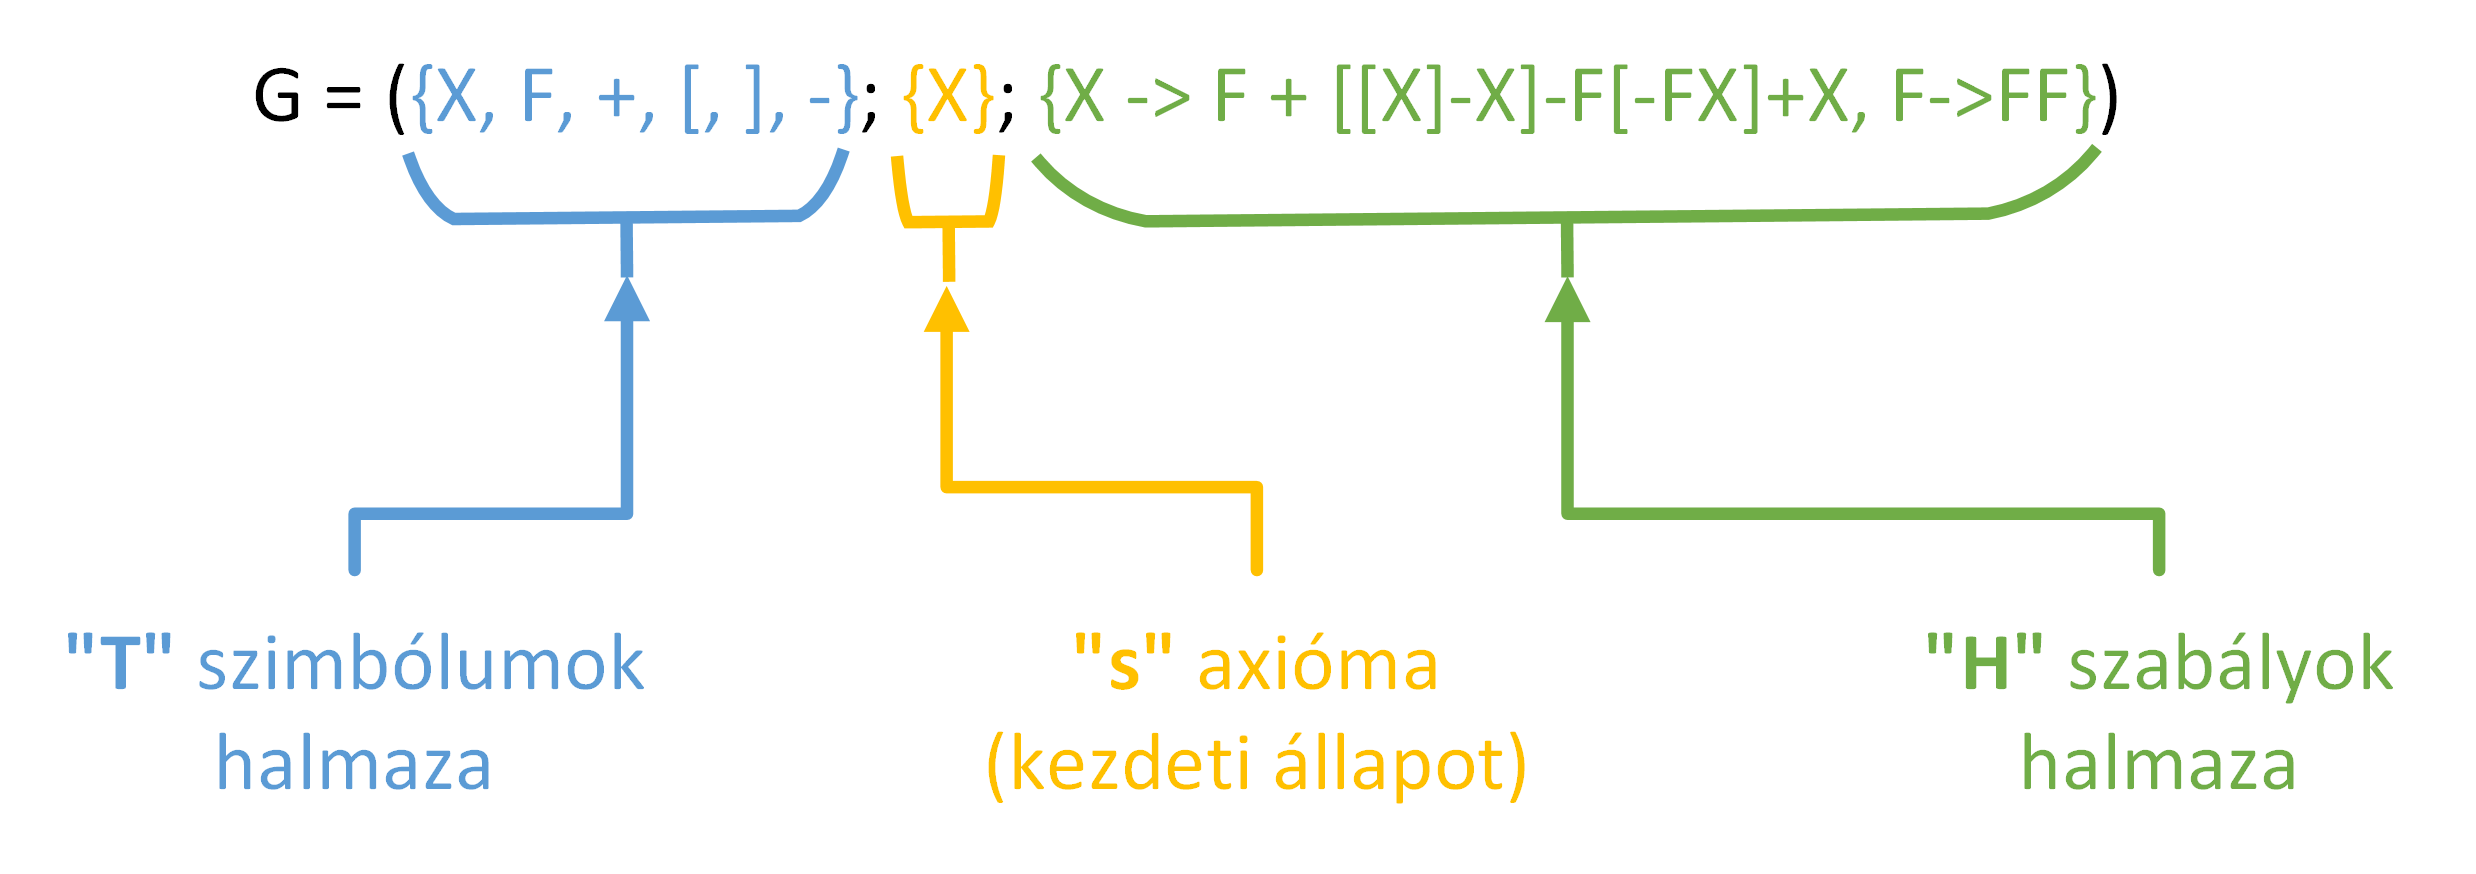 G = ({X, F, +, [, ], -}; {X}; {X -> F + [[X]-X]-F[-FX]+X, F->FF})
"T" szimbólumok
halmaza
"s" axióma
(kezdeti állapot)
"H" szabályok
halmaza